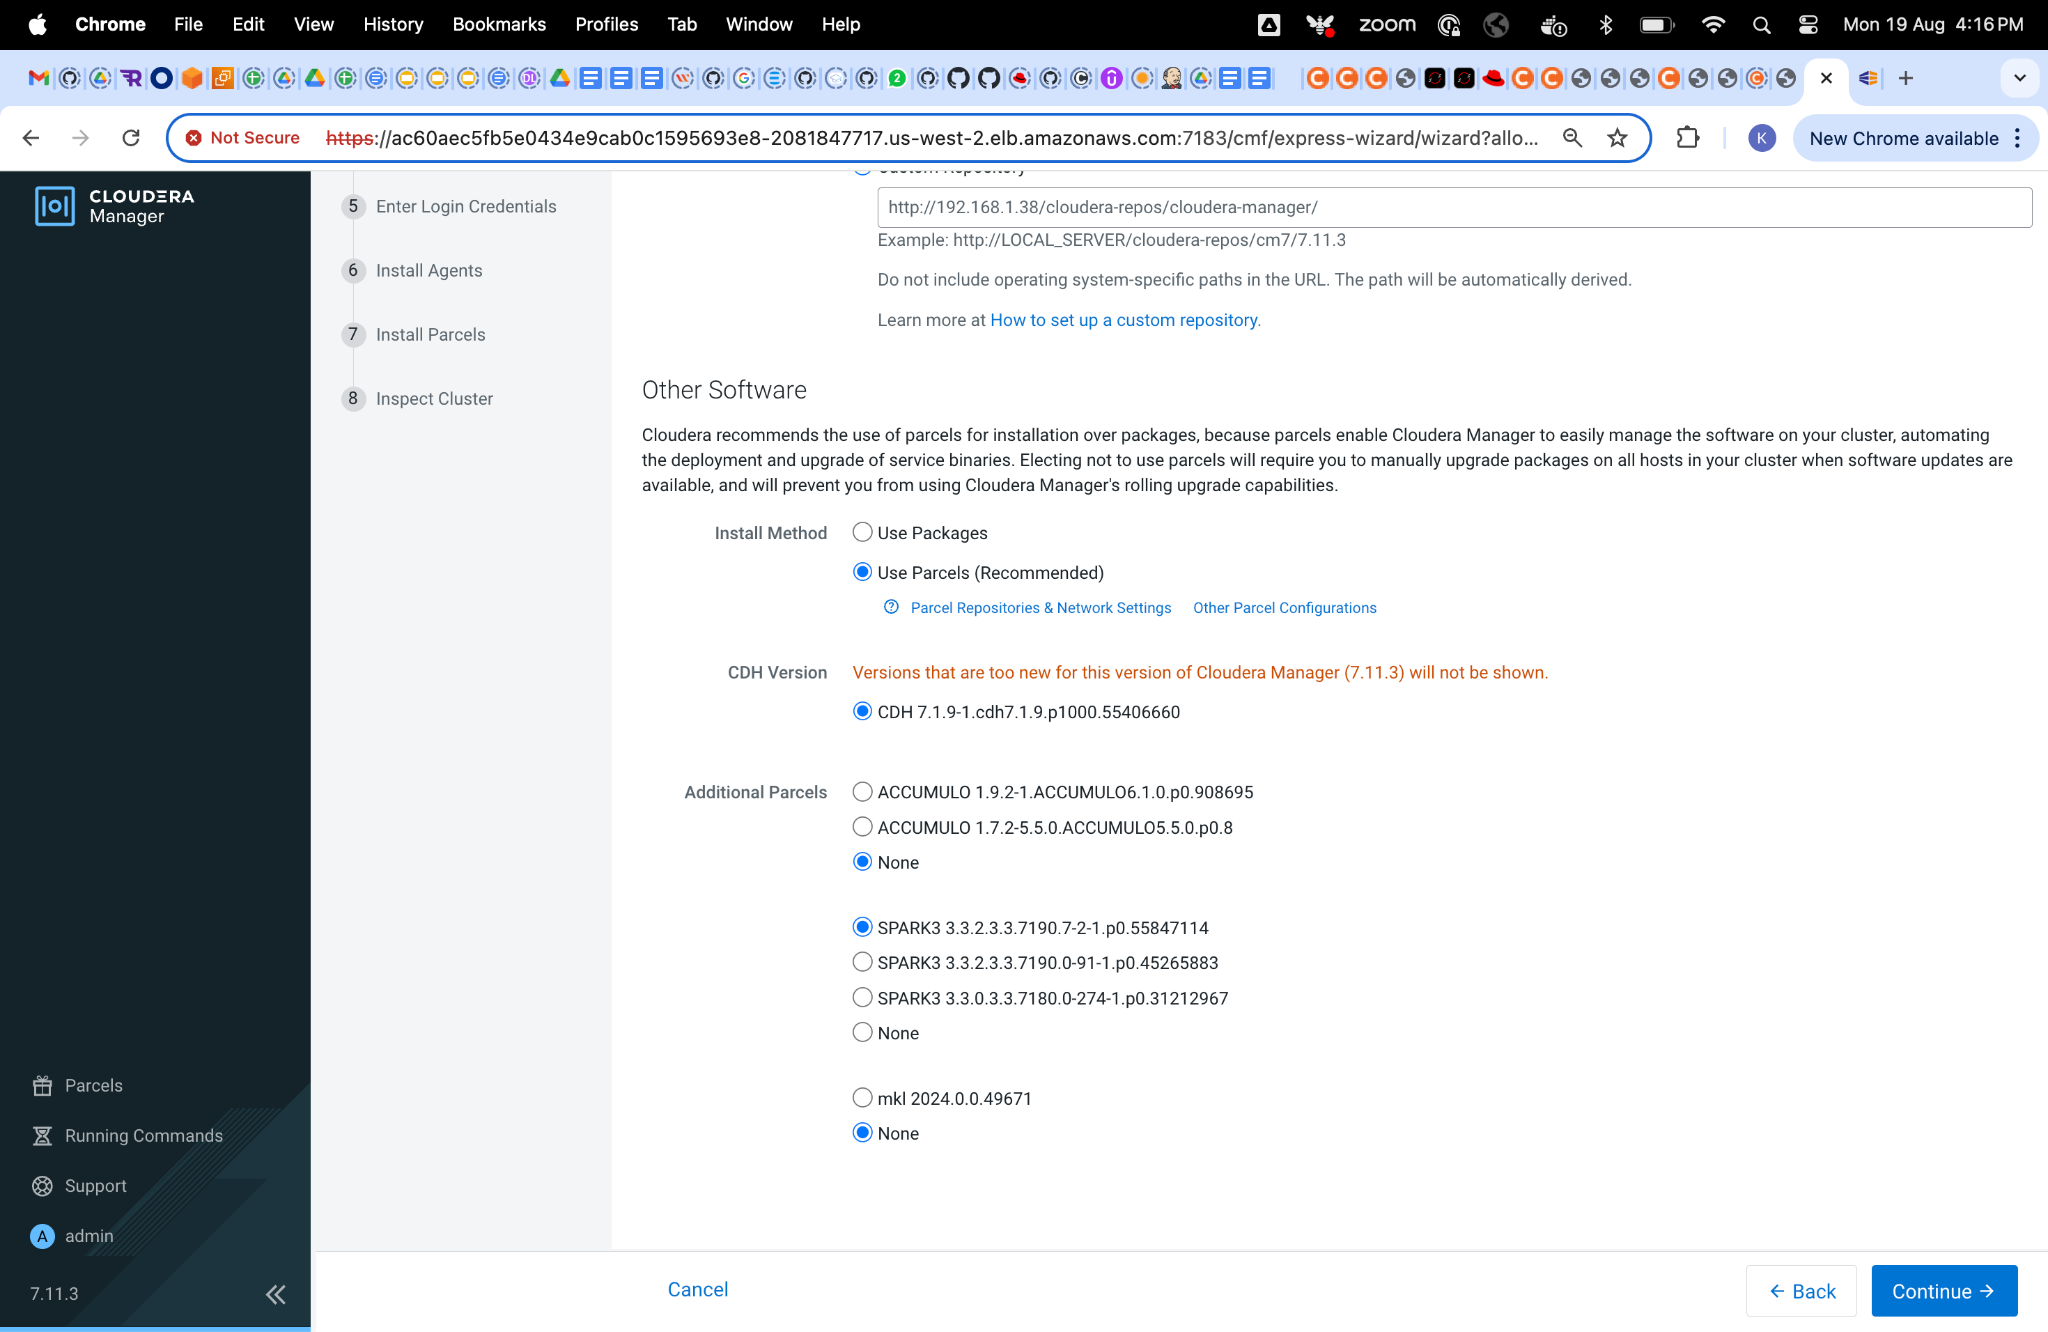 Chrome File Edit View History Bookmarks Profiles Tab Window Help zoom Mon 19 Aug 4:16 PM
Not Secure https://ac60aec5fb5e0434e9cab0c1595693e8-2081847717.us-west-2.elb.amazonaws.com:7183/cmf/express-wizard/wizard?allo... K New Chrome available
CLOUDERA
Manager
5 Enter Login Credentials
6 Install Agents
7 Install Parcels
8 Inspect Cluster
Custom Repository
http://192.168.1.38/cloudera-repos/cloudera-manager/
Example: http://LOCAL_SERVER/cloudera-repos/cm7/7.11.3
Do not include operating system-specific paths in the URL. The path will be automatically derived.
Learn more at How to set up a custom repository.
Other Software
Cloudera recommends the use of parcels for installation over packages, because parcels enable Cloudera Manager to easily manage the software on your cluster, automating
the deployment and upgrade of service binaries. Electing not to use parcels will require you to manually upgrade packages on all hosts in your cluster when software updates are
available, and will prevent you from using Cloudera Manager's rolling upgrade capabilities.
Install Method Use Packages
Use Parcels (Recommended)
Parcel Repositories & Network Settings Other Parcel Configurations
CDH Version Versions that are too new for this version of Cloudera Manager (7.11.3) will not be shown.
CDH 7.1.9-1.cdh7.1.9.p1000.55406660
Additional Parcels ACCUMULO 1.9.2-1.ACCUMULO6.1.0.p0.908695
ACCUMULO 1.7.2-5.5.0.ACCUMULO5.5.0.p0.8
None
SPARK3 3.3.2.3.3.7190.7-2-1.p0.55847114
SPARK3 3.3.2.3.3.7190.0-91-1.p0.45265883
SPARK3 3.3.0.3.3.7180.0-274-1.p0.31212967
None
mkl 2024.0.0.49671
None
Parcels
Running Commands
Support
A admin
7.11.3
Cancel
Back
Continue